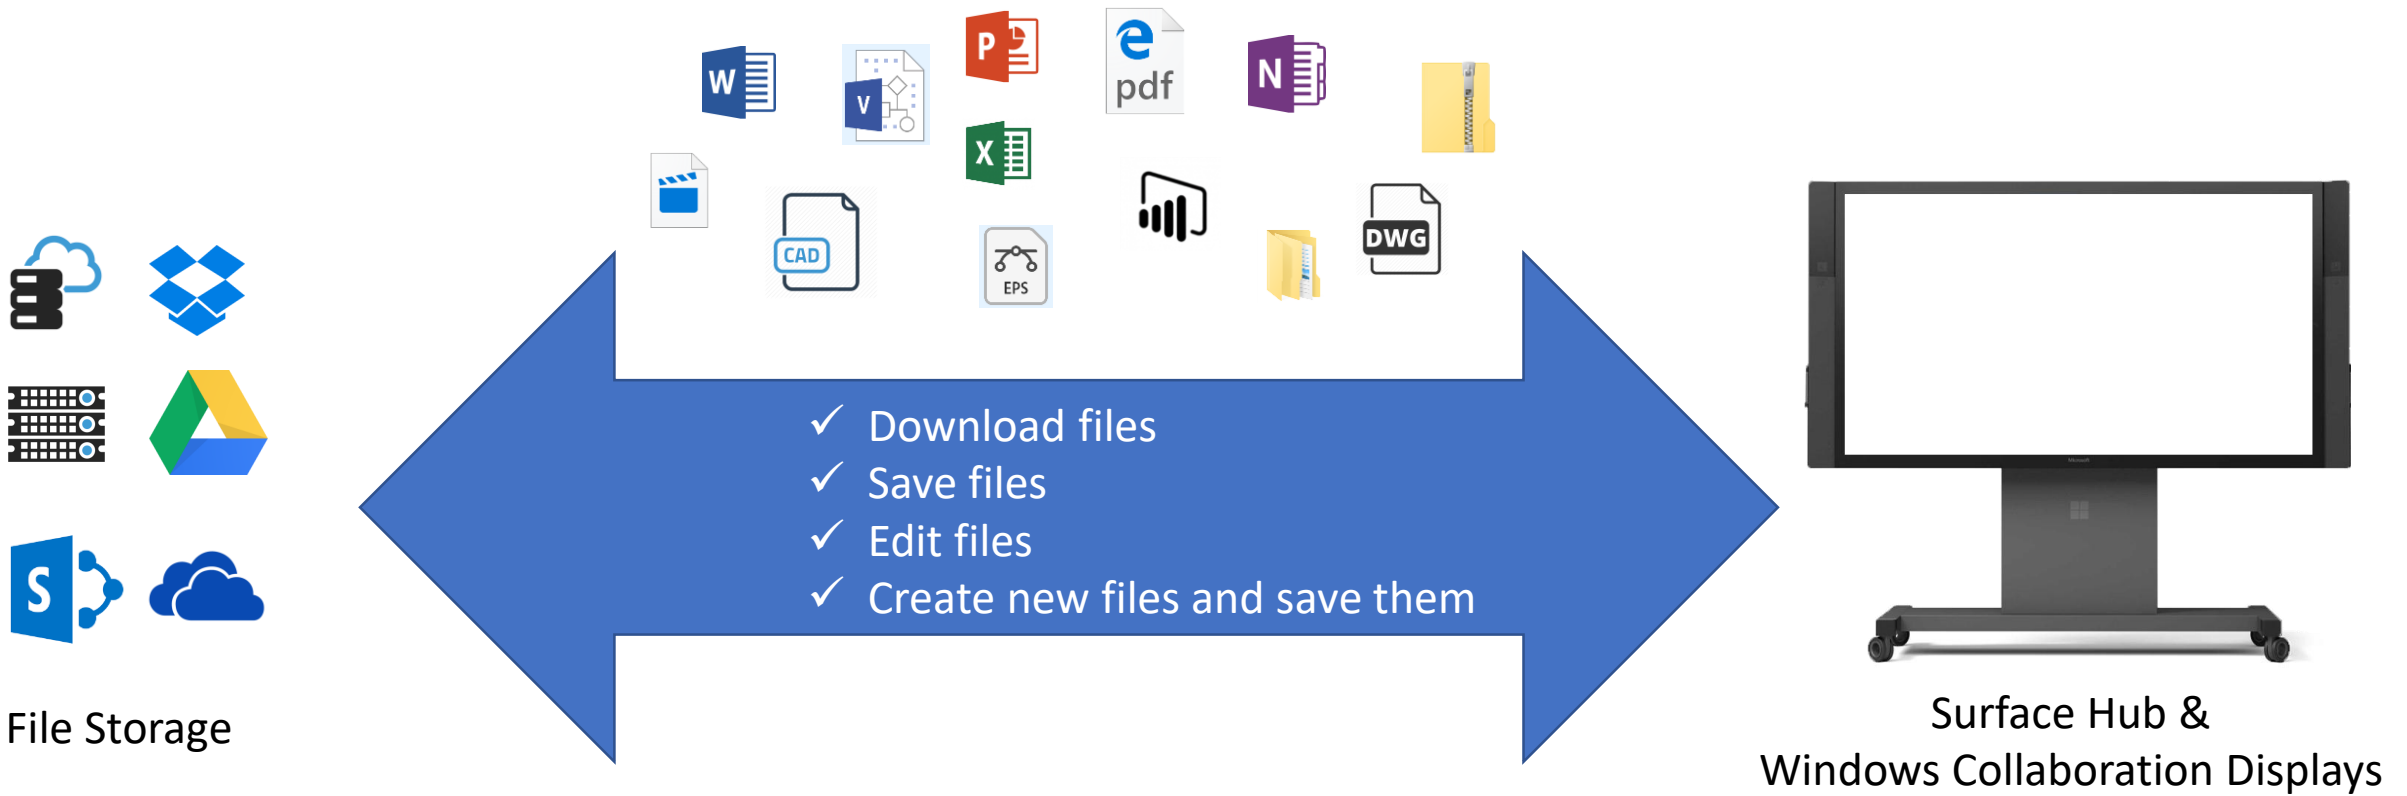 W
V
P
e
pdf
N
X
CAD
EPS
DWG
S
✓ Download files
✓ Save files
✓ Edit files
✓ Create new files and save them
Microsoft
File Storage
Surface Hub &
Windows Collaboration Displays